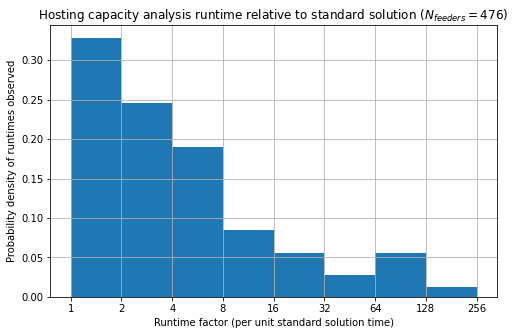 Hosting capacity analysis runtime relative to standard solution (N_feeders = 476)
Probability density of runtimes observed
0.30
0.25
0.20
0.15
0.10
0.05
0.00
1 2 4 8 16 32 64 128 256
Runtime factor (per unit standard solution time)